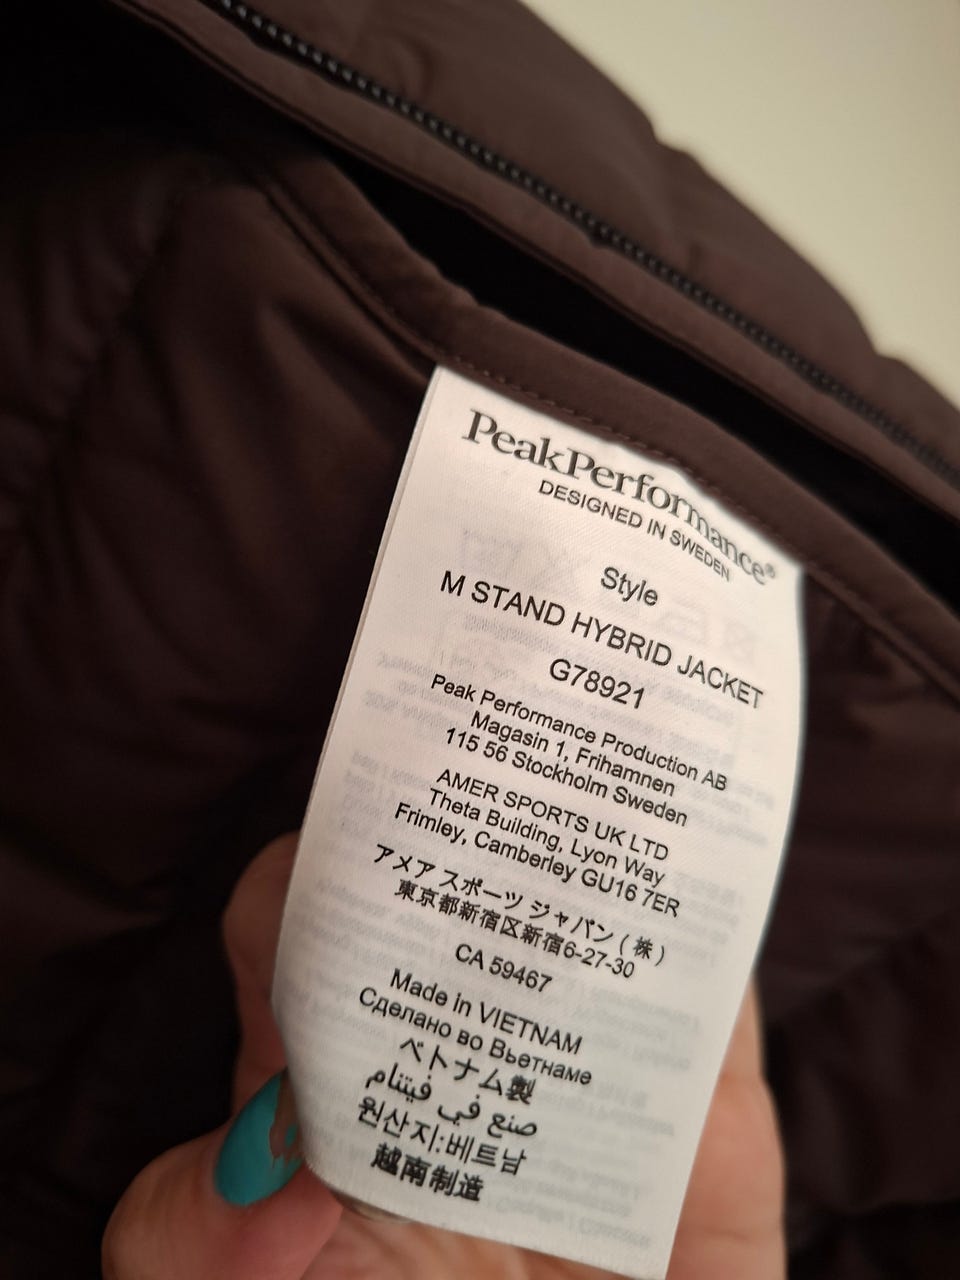 PeakPerformance®
DESIGNED IN SWEDEN
Style
M STAND HYBRID JACKET
G78921
Peak Performance Production AB
Magasin 1, Frihamnen
115 56 Stockholm Sweden
AMER SPORTS UK LTD
Theta Building, Lyon Way
Frimley, Camberley GU16 7ER
アメア スポーツ ジャパン ( 株 )
東京都新宿区新宿6-27-30
CA 59467
Made in VIETNAM
Сделано во Вьетнаме
ベトナム製
صنع في فيتنام
원산지:베트남
越南制造